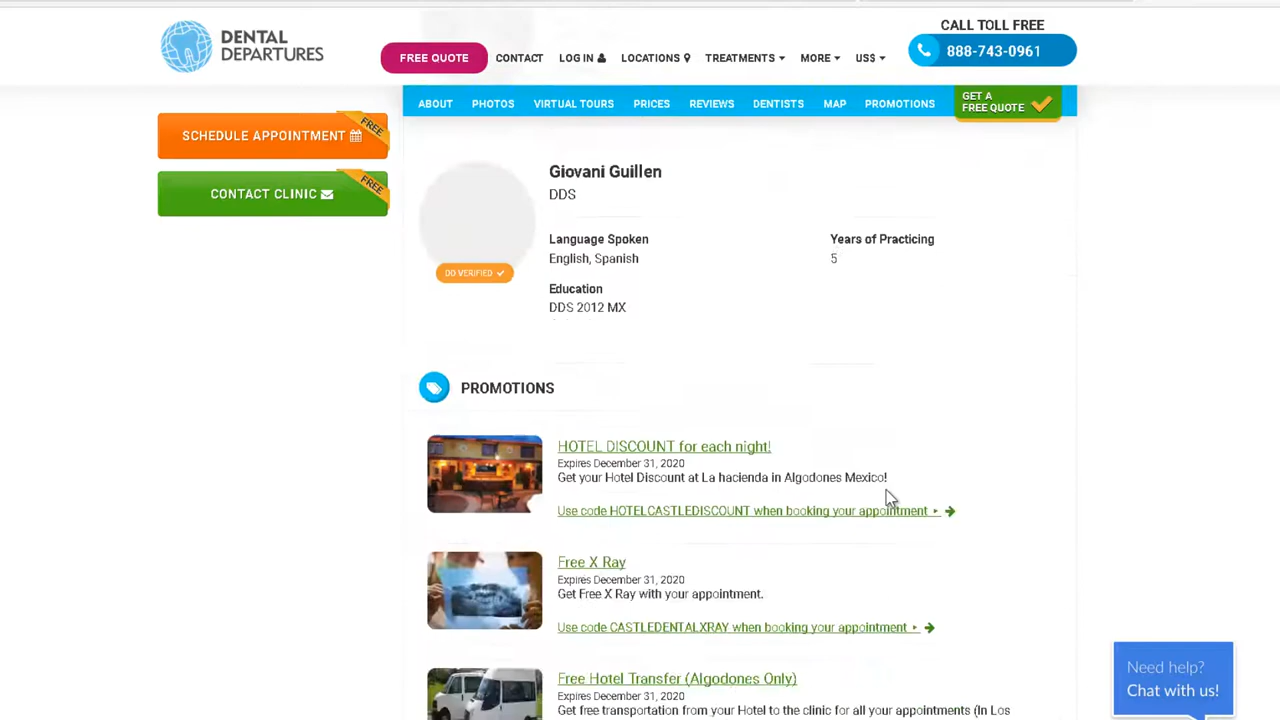 DENTAL
DEPARTURES
FREE QUOTE
CONTACT
LOG IN
LOCATIONS
TREATMENTS
MORE
US$
CALL TOLL FREE
888-743-0961
ABOUT
PHOTOS
VIRTUAL TOURS
PRICES
REVIEWS
DENTISTS
MAP
PROMOTIONS
GET A
FREE QUOTE
SCHEDULE APPOINTMENT
FREE
CONTACT CLINIC
FREE
Giovani Guillen
DDS
Language Spoken
English, Spanish
Years of Practicing
5
DD VERIFIED
Education
DDS 2012 MX
PROMOTIONS
HOTEL DISCOUNT for each night!
Expires December 31, 2020
Get your Hotel Discount at La hacienda in Algodones Mexico!
Use code HOTELCASTLEDISCOUNT when booking your appointment
Free X Ray
Expires December 31, 2020
Get Free X Ray with your appointment.
Use code CASTLEDENTALXRAY when booking your appointment
Free Hotel Transfer (Algodones Only)
Expires December 31, 2020
Get free transportation from your Hotel to the clinic for all your appointments (In Los
Need help?
Chat with us!